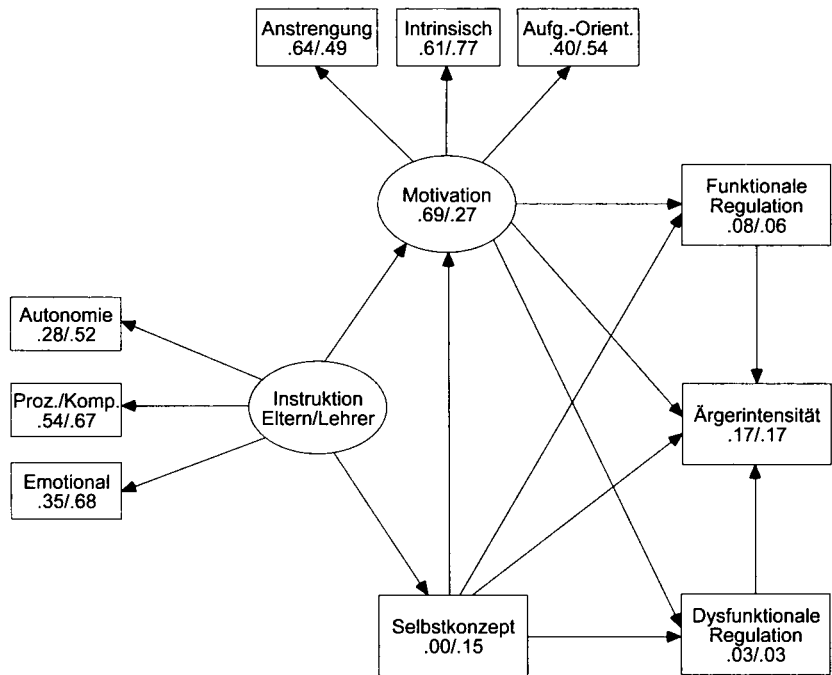 Anstrengung
.64/.49
Intrinsisch
.61/.77
Aufg.-Orient.
.40/.54
Motivation
.69/.27
Funktionale
Regulation
.08/.06
Autonomie
.28/.52
Proz./Komp.
.54/.67
Emotional
.35/.68
Instruktion
Eltern/Lehrer
Ärgerintensität
.17/.17
Selbstkonzept
.00/.15
Dysfunktionale
Regulation
.03/.03